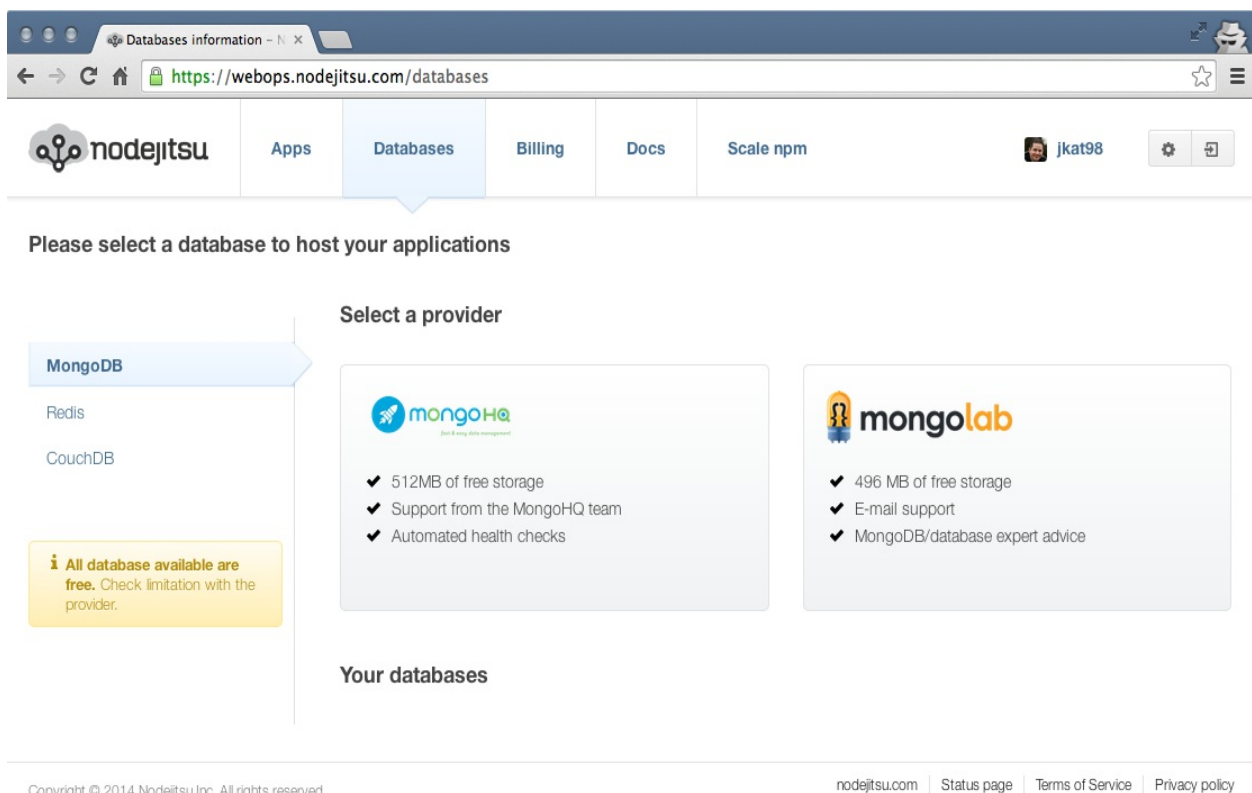 Databases information – N
https://webops.nodejitsu.com/databases
nodejitsu
Apps
Databases
Billing
Docs
Scale npm
jkat98
Please select a database to host your applications
Select a provider
MongoDB
Redis
CouchDB
i All database available are
free. Check limitation with the
provider.
mongoHQ
fast & easy data management
512MB of free storage
Support from the MongoHQ team
Automated health checks
mongolab
496 MB of free storage
E-mail support
MongoDB/database expert advice
Your databases
Copyright © 2014 Nodejitsu Inc. All rights reserved
nodejitsu.com
Status page
Terms of Service
Privacy policy